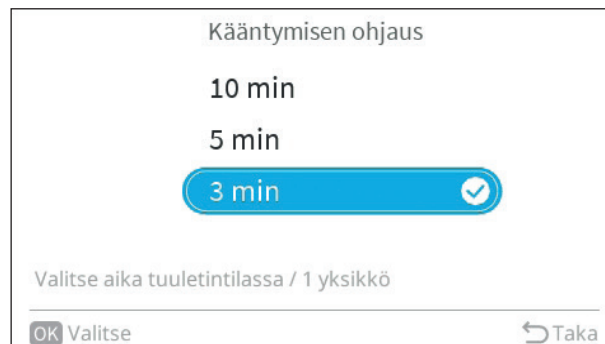 Kääntymisen ohjaus
10 min
5 min
3 min
Valitse aika tuuletintilassa / 1 yksikkö
OK Valitse
Taka